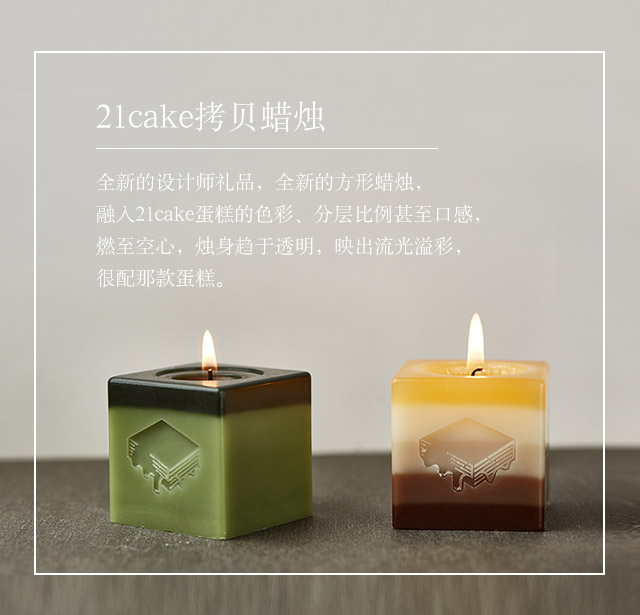 21cake拷贝蜡烛
全新的设计师礼品，全新的方形蜡烛，
融入21cake蛋糕的色彩、分层比例甚至口感，
燃至空心，烛身趋于透明，映出流光溢彩，
很配那款蛋糕。